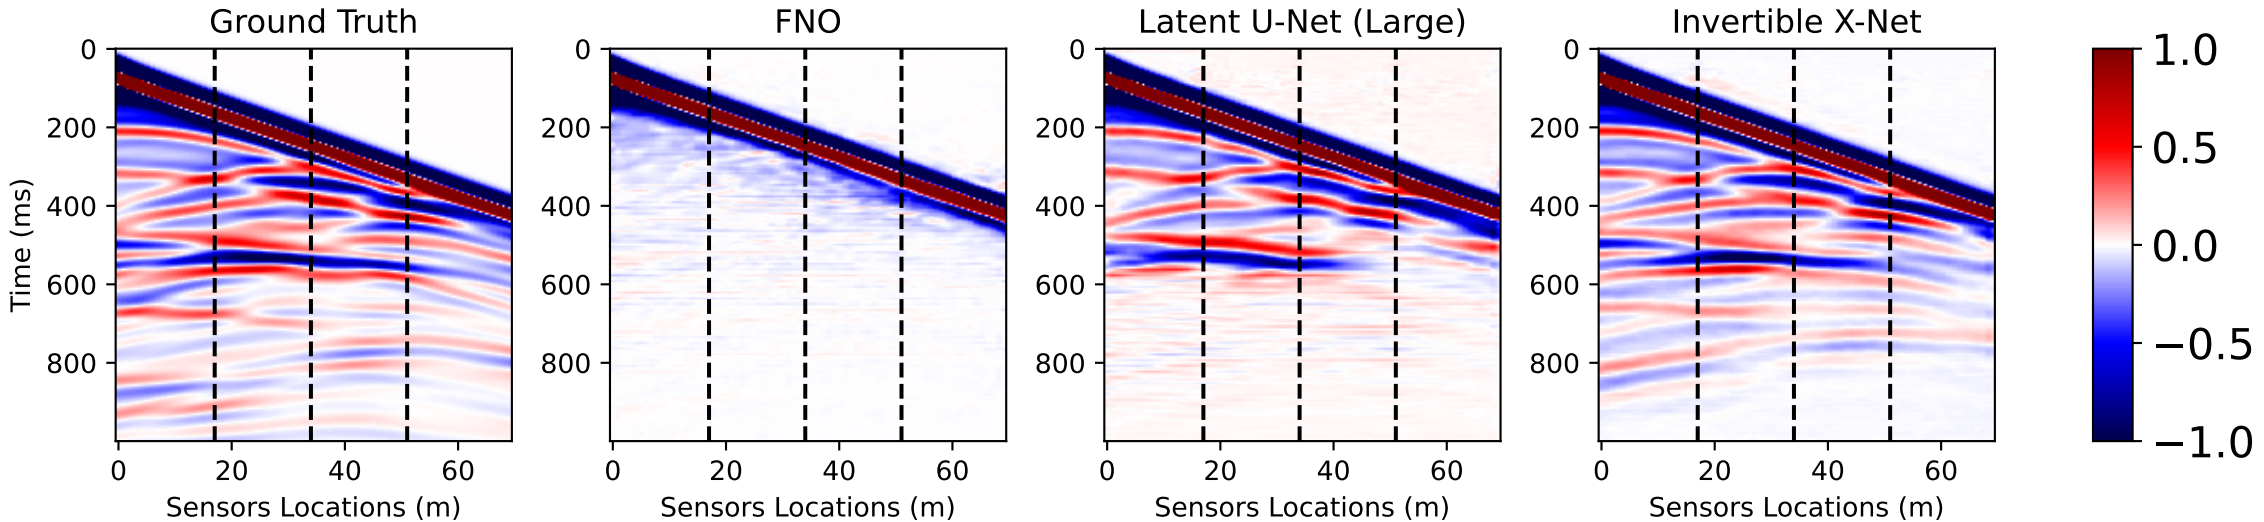 Ground Truth
FNO
Latent U-Net (Large)
Invertible X-Net
0
200
400
600
800
Time (ms)
0 20 40 60
Sensors Locations (m)
0
200
400
600
800
0 20 40 60
Sensors Locations (m)
0
200
400
600
800
0 20 40 60
Sensors Locations (m)
0
200
400
600
800
0 20 40 60
Sensors Locations (m)
1.0
0.5
0.0
−0.5
−1.0